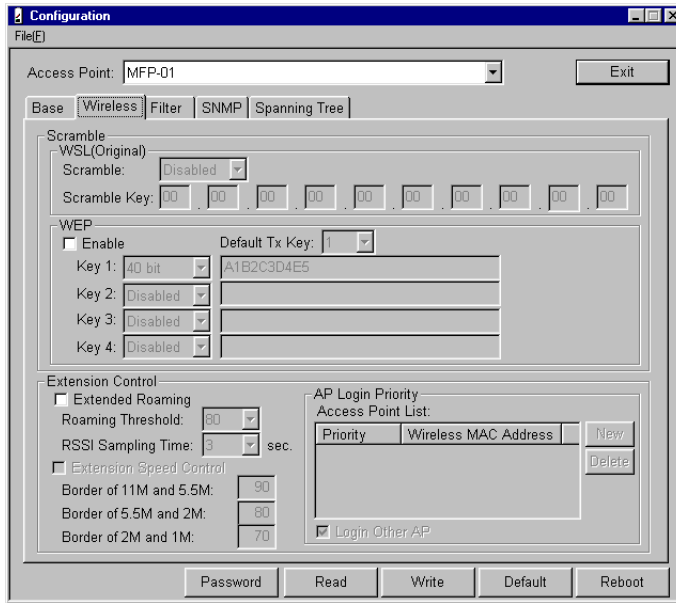 Configuration
File(F)
Access Point: MFP-01 Exit
Base Wireless Filter SNMP Spanning Tree
Scramble
WSL(Original)
Scramble: Disabled
Scramble Key: 00 . 00 . 00 . 00 . 00 . 00 . 00 . 00 . 00 . 00
WEP
Enable Default Tx Key: 1
Key 1: 40 bit A1B2C3D4E5
Key 2: Disabled
Key 3: Disabled
Key 4: Disabled
Extension Control
Extended Roaming
Roaming Threshold: 80
RSSI Sampling Time: 3 sec.
Extension Speed Control
Border of 11M and 5.5M: 90
Border of 5.5M and 2M: 80
Border of 2M and 1M: 70
AP Login Priority
Access Point List:
Priority Wireless MAC Address
New
Delete
Login Other AP
Password Read Write Default Reboot